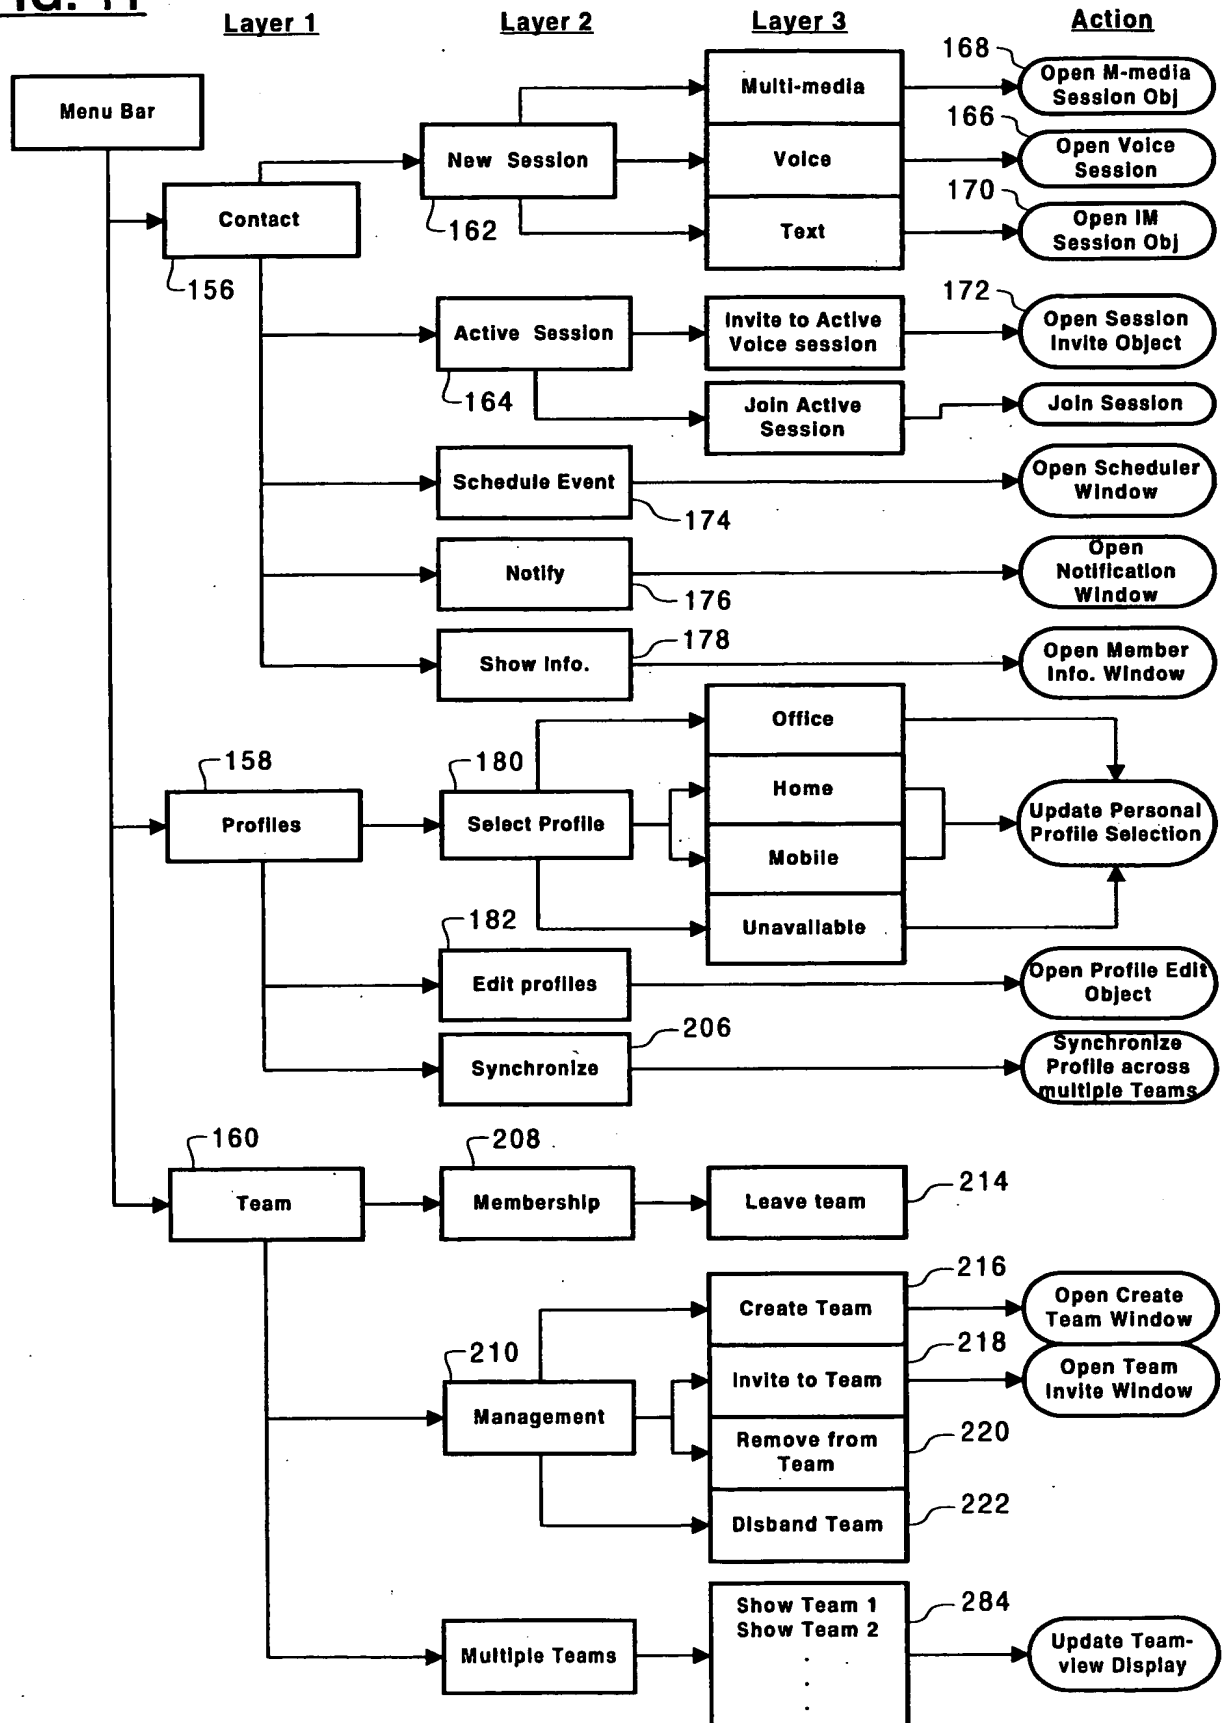 FIG. 11
Layer 1
Layer 2
Layer 3
Action
Menu Bar
Contact
156
New Session
162
Multi-media
Voice
Text
168
Open M-media
Session Obj
166
Open Voice
Session
170
Open IM
Session Obj
Active Session
164
Invite to Active
Voice session
172
Open Session
Invite Object
Join Active
Session
Join Session
Schedule Event
174
Open Scheduler
Window
Notify
176
Open
Notification
Window
Show Info.
178
Open Member
Info. Window
158
Profiles
180
Select Profile
Office
Home
Mobile
Unavailable
Update Personal
Profile Selection
182
Edit profiles
Open Profile Edit
Object
206
Synchronize
Synchronize
Profile across
multiple Teams
160
Team
208
Membership
Leave team
214
210
Management
Create Team
216
Open Create
Team Window
Invite to Team
218
Open Team
Invite Window
Remove from
Team
220
Disband Team
222
Multiple Teams
Show Team 1
Show Team 2
.
.
.
284
Update Team-
view Display